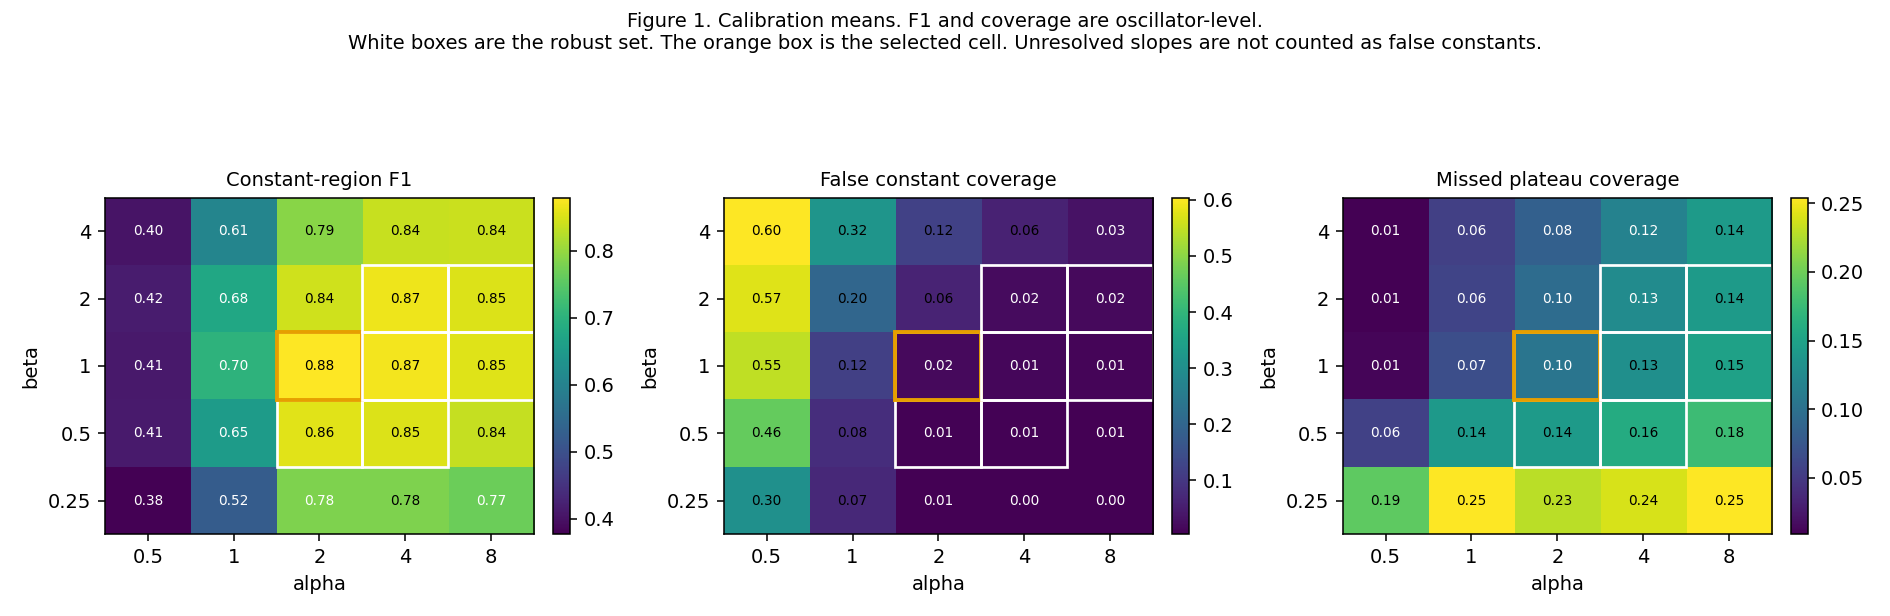 Figure 1. Calibration means. F1 and coverage are oscillator-level.
White boxes are the robust set. The orange box is the selected cell. Unresolved slopes are not counted as false constants.
Constant-region F1
beta
4 0.40 0.61 0.79 0.84 0.84
2 0.42 0.68 0.84 0.87 0.85
1 0.41 0.70 0.88 0.87 0.85
0.5 0.41 0.65 0.86 0.85 0.84
0.25 0.38 0.52 0.78 0.78 0.77
0.5 1 2 4 8
alpha
0.8
0.7
0.6
0.5
0.4
False constant coverage
beta
4 0.60 0.32 0.12 0.06 0.03
2 0.57 0.20 0.06 0.02 0.02
1 0.55 0.12 0.02 0.01 0.01
0.5 0.46 0.08 0.01 0.01 0.01
0.25 0.30 0.07 0.01 0.00 0.00
0.5 1 2 4 8
alpha
0.6
0.5
0.4
0.3
0.2
0.1
Missed plateau coverage
beta
4 0.01 0.06 0.08 0.12 0.14
2 0.01 0.06 0.10 0.13 0.14
1 0.01 0.07 0.10 0.13 0.15
0.5 0.06 0.14 0.14 0.16 0.18
0.25 0.19 0.25 0.23 0.24 0.25
0.5 1 2 4 8
alpha
0.25
0.20
0.15
0.10
0.05